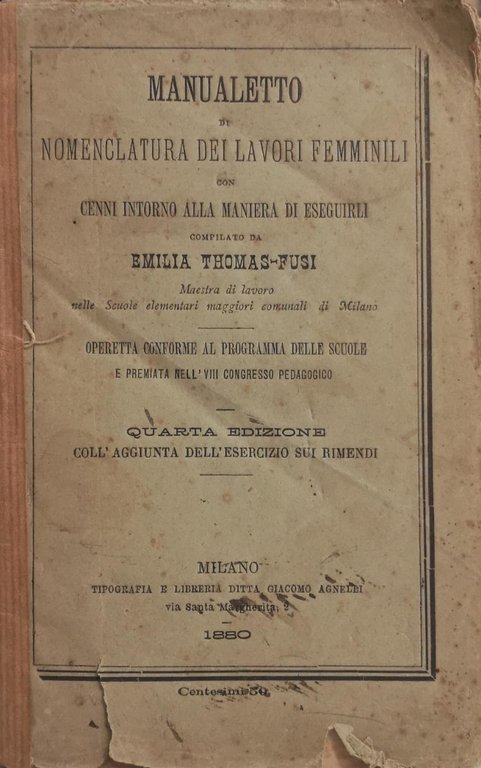 MANUALETTO
DI
NOMENCLATURA DEI LAVORI FEMMINILI
CON
CENNI INTORNO ALLA MANIERA DI ESEGUIRLI
COMPILATO DA
EMILIA THOMAS-FUSI
Maestra di lavoro
nelle Scuole elementari maggiori comunali di Milano
OPERETTA CONFORME AL PROGRAMMA DELLE SCUOLE
E PREMIATA NELL'VIII CONGRESSO PEDAGOGICO
QUARTA EDIZIONE
COLL'AGGIUNTA DELL'ESERCIZIO SUI RIMENDI
MILANO
TIPOGRAFIA E LIBRERIA DITTA GIACOMO AGNELLI
via Santa Margherita, 2
1880
Centesimi 50.